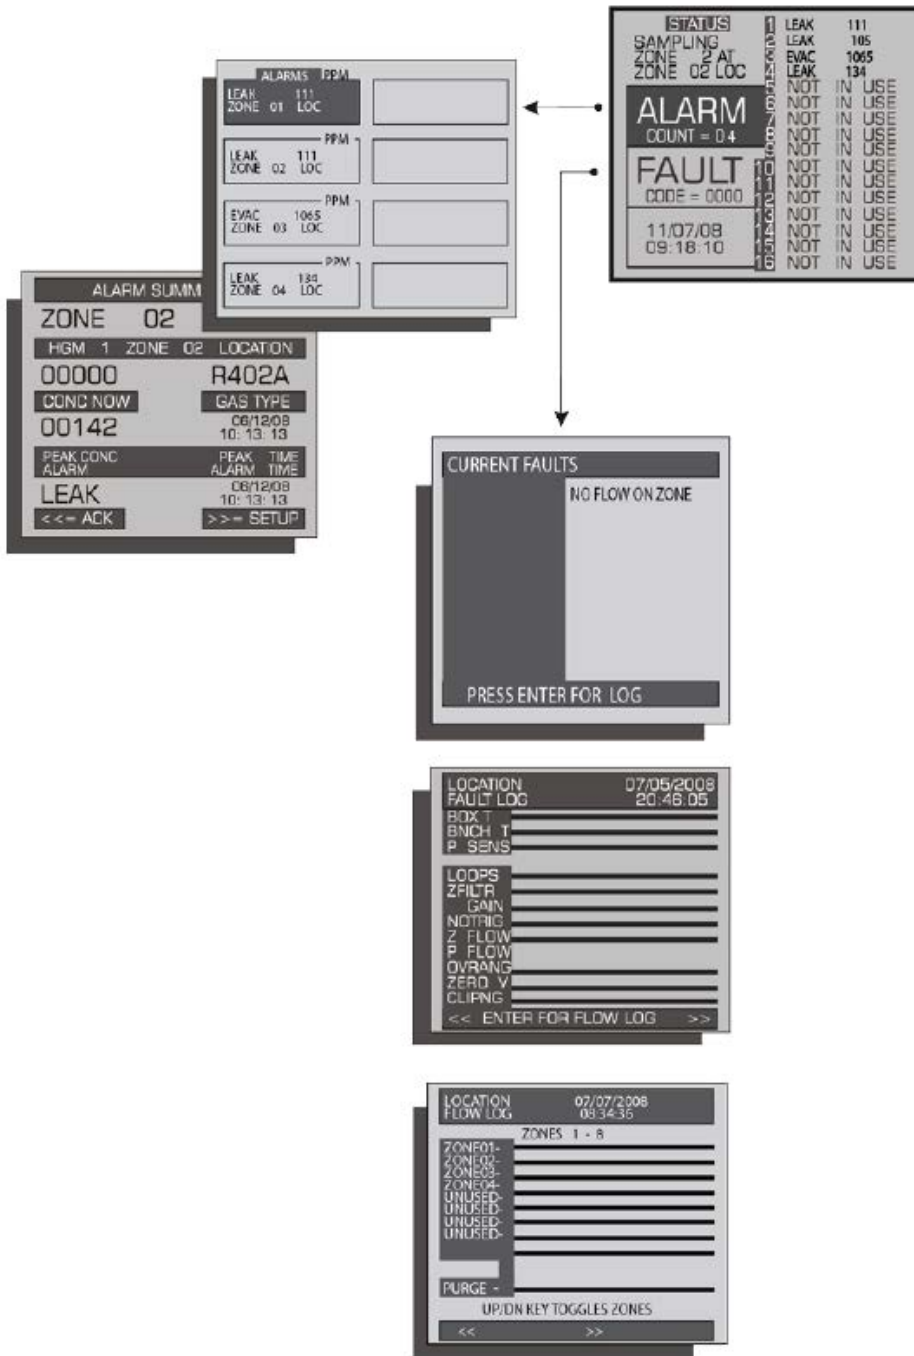 STATUS
SAMPLING
ZONE 2 AT
ZONE 02 LOC
ALARM
COUNT = 04
FAULT
CODE = 0000
11/07/08
09:18:10
1 LEAK 111
2 LEAK 105
3 EVAC 1065
4 LEAK 134
5 NOT IN USE
6 NOT IN USE
7 NOT IN USE
8 NOT IN USE
9 NOT IN USE
10 NOT IN USE
11 NOT IN USE
12 NOT IN USE
13 NOT IN USE
14 NOT IN USE
15 NOT IN USE
16 NOT IN USE
ALARMS PPM
LEAK 111
ZONE 01 LOC
PPM
LEAK 111
ZONE 02 LOC
PPM
EVAC 1065
ZONE 03 LOC
PPM
LEAK 134
ZONE 04 LOC
ALARM SUMM
ZONE 02
HGM 1 ZONE 02 LOCATION
00000 R402A
CONC NOW GAS TYPE
00142 06/12/08
10: 13: 13
PEAK CONC PEAK TIME
ALARM ALARM TIME
LEAK 06/12/08
10: 13: 13
<<= ACK >>= SETUP
CURRENT FAULTS
NO FLOW ON ZONE
PRESS ENTER FOR LOG
LOCATION 07/05/2008
FAULT LOG 20:46:05
BOX T
BNCH T
P SENS
LOOPS
ZFILTR
GAIN
NOTRIG
Z FLOW
P FLOW
OVRANG
ZERO V
CLIPNG
<< ENTER FOR FLOW LOG >>
LOCATION 07/07/2008
FLOW LOG 08:34:36
ZONES 1 - 8
ZONE01-
ZONE02-
ZONE03-
ZONE04-
UNUSED-
UNUSED-
UNUSED-
UNUSED-
PURGE -
UP/DN KEY TOGGLES ZONES
<< >>